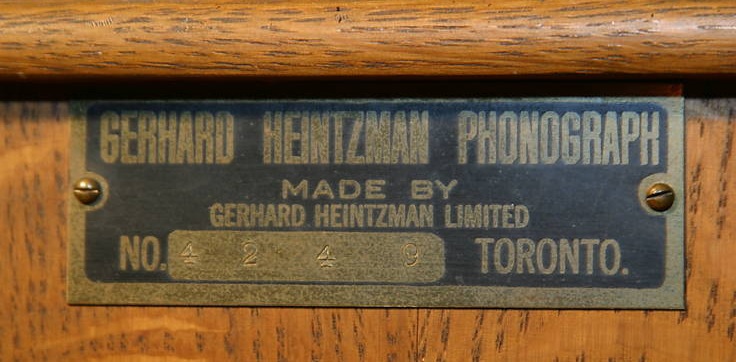 GERHARD HEINTZMAN PHONOGRAPH
MADE BY
GERHARD HEINTZMAN LIMITED
NO. 4 2 4 9 TORONTO.